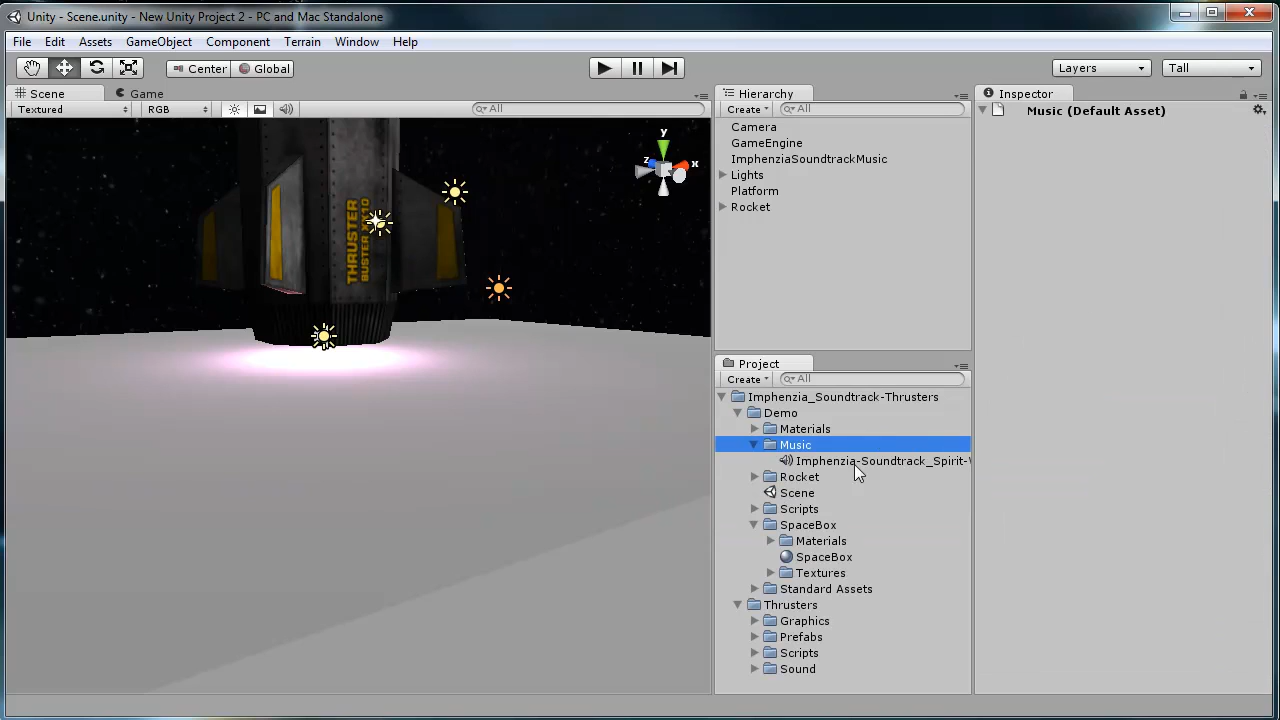 Unity - Scene.unity - New Unity Project 2 - PC and Mac Standalone
File Edit Assets GameObject Component Terrain Window Help
Center Global Layers Tall
Scene Game
Textured RGB All
THRUSTER
BUSTER XX10
y
z x
Hierarchy
Create All
Camera
GameEngine
ImphenziaSoundtrackMusic
Lights
Platform
Rocket
Project
Create All
Imphenzia_Soundtrack-Thrusters
Demo
Materials
Music
Imphenzia-Soundtrack_Spirit-
Rocket
Scene
Scripts
SpaceBox
Materials
SpaceBox
Textures
Standard Assets
Thrusters
Graphics
Prefabs
Scripts
Sound
Inspector
Music (Default Asset)